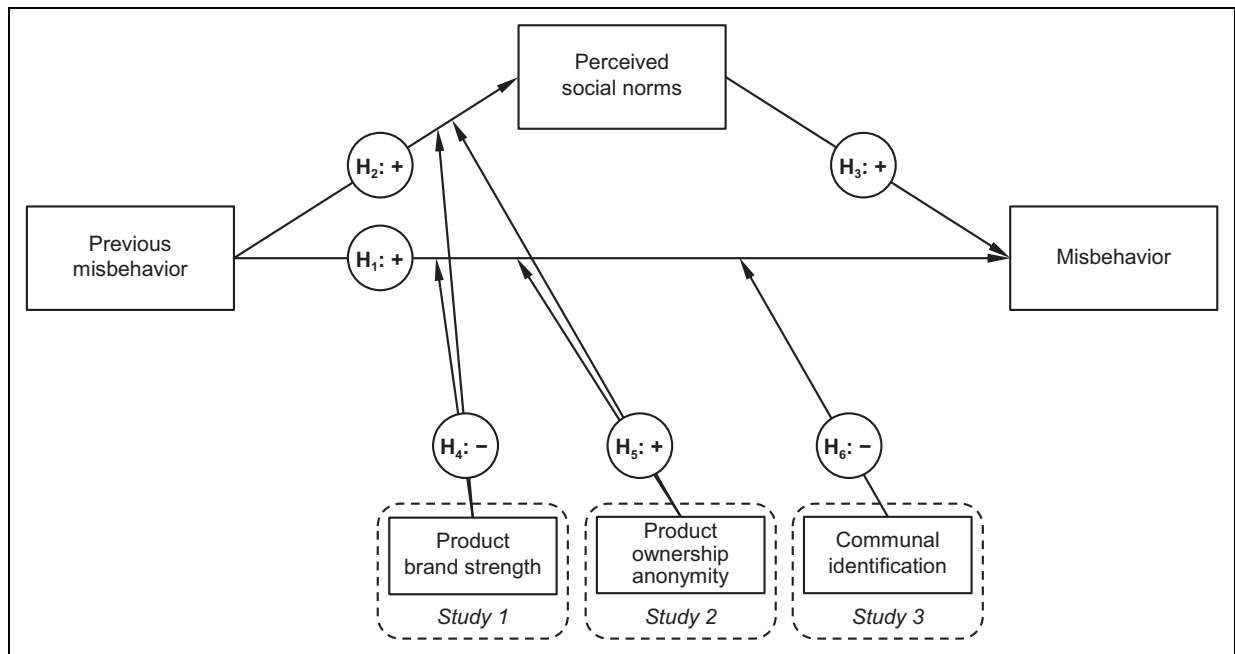 Perceived
social norms
H₂: +
H₃: +
Previous
misbehavior
H₁: +
Misbehavior
H₄: −
H₅: +
H₆: −
Product
brand strength
Product
ownership
anonymity
Communal
identification
Study 1
Study 2
Study 3